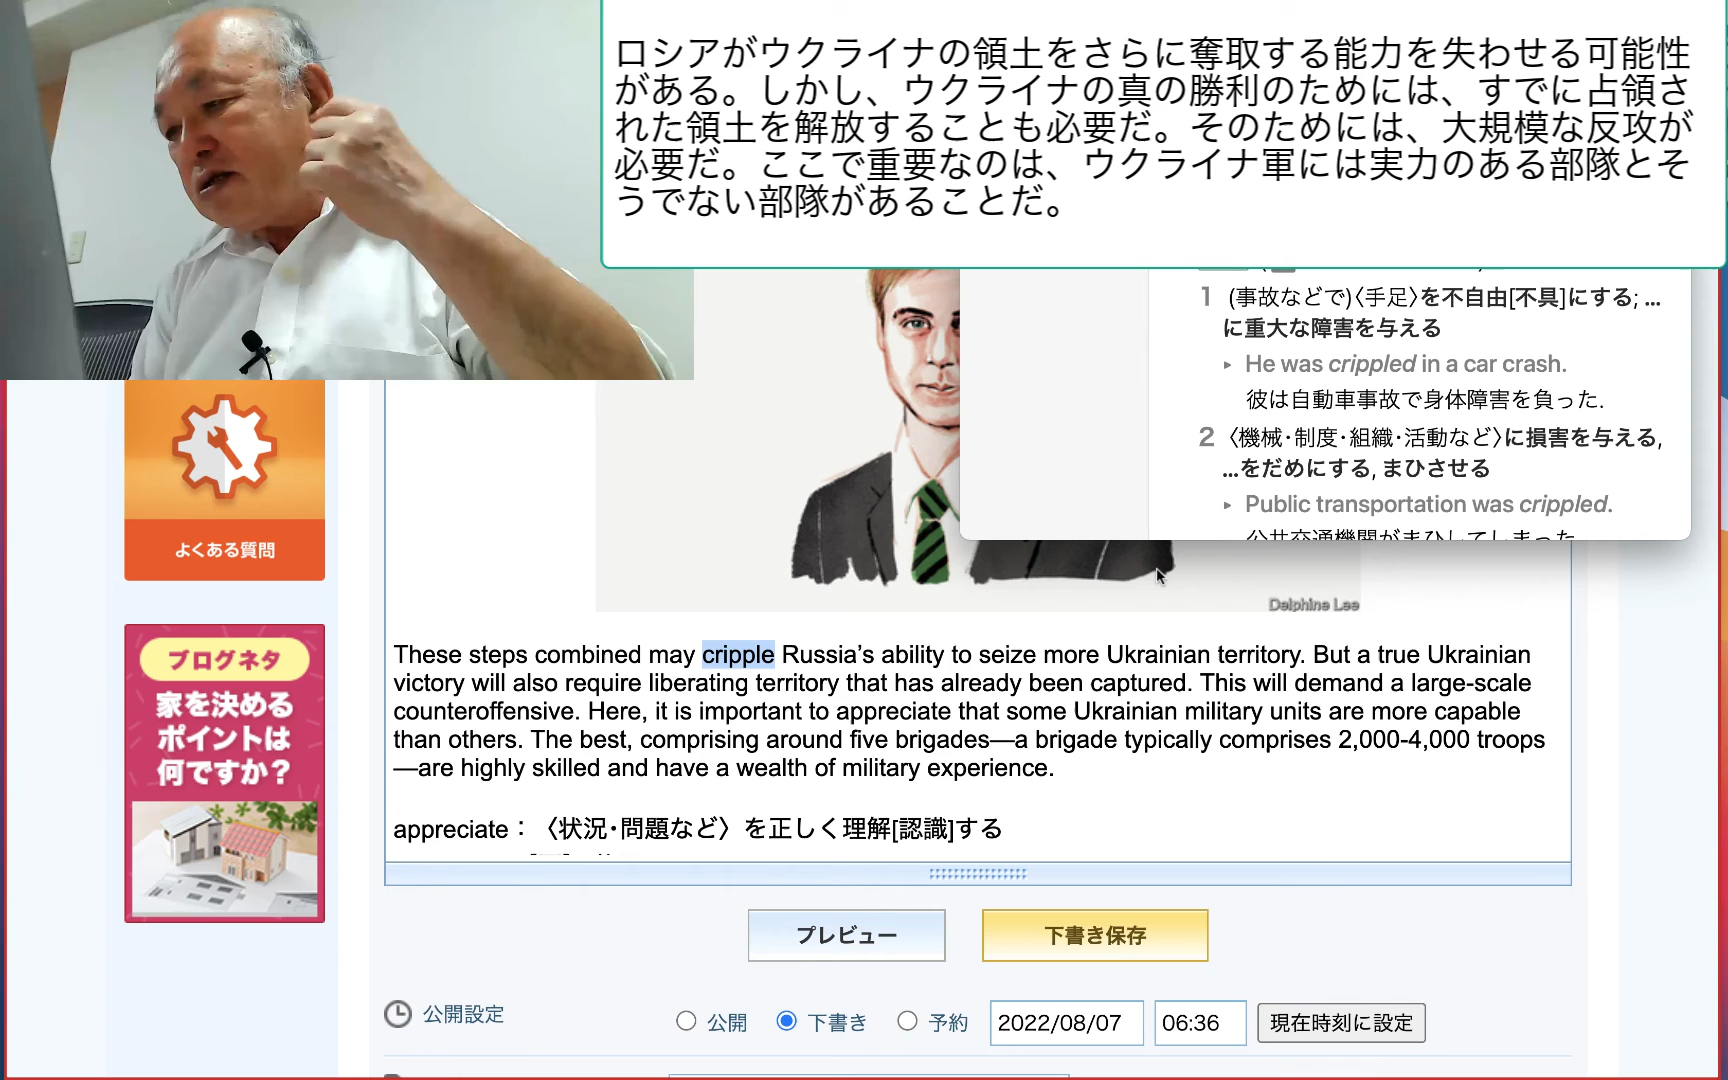 ロシアがウクライナの領土をさらに奪取する能力を失わせる可能性
がある。しかし、ウクライナの真の勝利のためには、すでに占領さ
れた領土を解放することも必要だ。そのためには、大規模な反攻が
必要だ。ここで重要なのは、ウクライナ軍には実力のある部隊とそ
うでない部隊があることだ。
1 (事故などで)〈手足〉を不自由[不具]にする; ...
に重大な障害を与える
▸ He was crippled in a car crash.
彼は自動車事故で身体障害を負った.
2 〈機械･制度･組織･活動など〉に損害を与える,
...をだめにする, まひさせる
▸ Public transportation was crippled.
公共交通機関がまひしてしまった
よくある質問
Delphine Lee
ブログネタ
家を決める
ポイントは
何ですか？
These steps combined may cripple Russia’s ability to seize more Ukrainian territory. But a true Ukrainian
victory will also require liberating territory that has already been captured. This will demand a large-scale
counteroffensive. Here, it is important to appreciate that some Ukrainian military units are more capable
than others. The best, comprising around five brigades—a brigade typically comprises 2,000-4,000 troops
—are highly skilled and have a wealth of military experience.
appreciate：〈状況･問題など〉を正しく理解[認識]する
プレビュー
下書き保存
公開設定
公開 下書き 予約 2022/08/07 06:36 現在時刻に設定